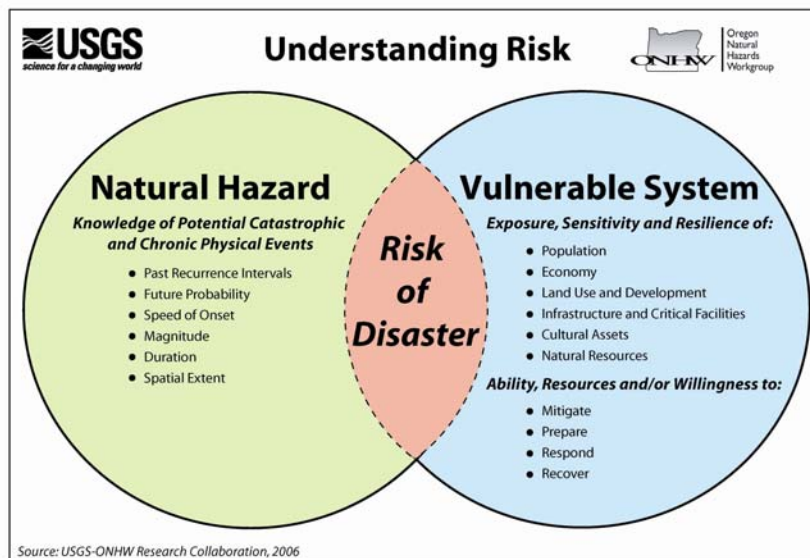 USGS
science for a changing world
Understanding Risk
ONHW
Oregon
Natural
Hazards
Workgroup
Natural Hazard
Knowledge of Potential Catastrophic
and Chronic Physical Events
• Past Recurrence Intervals
• Future Probability
• Speed of Onset
• Magnitude
• Duration
• Spatial Extent
Risk
of
Disaster
Vulnerable System
Exposure, Sensitivity and Resilience of:
• Population
• Economy
• Land Use and Development
• Infrastructure and Critical Facilities
• Cultural Assets
• Natural Resources
Ability, Resources and/or Willingness to:
• Mitigate
• Prepare
• Respond
• Recover
Source: USGS-ONHW Research Collaboration, 2006